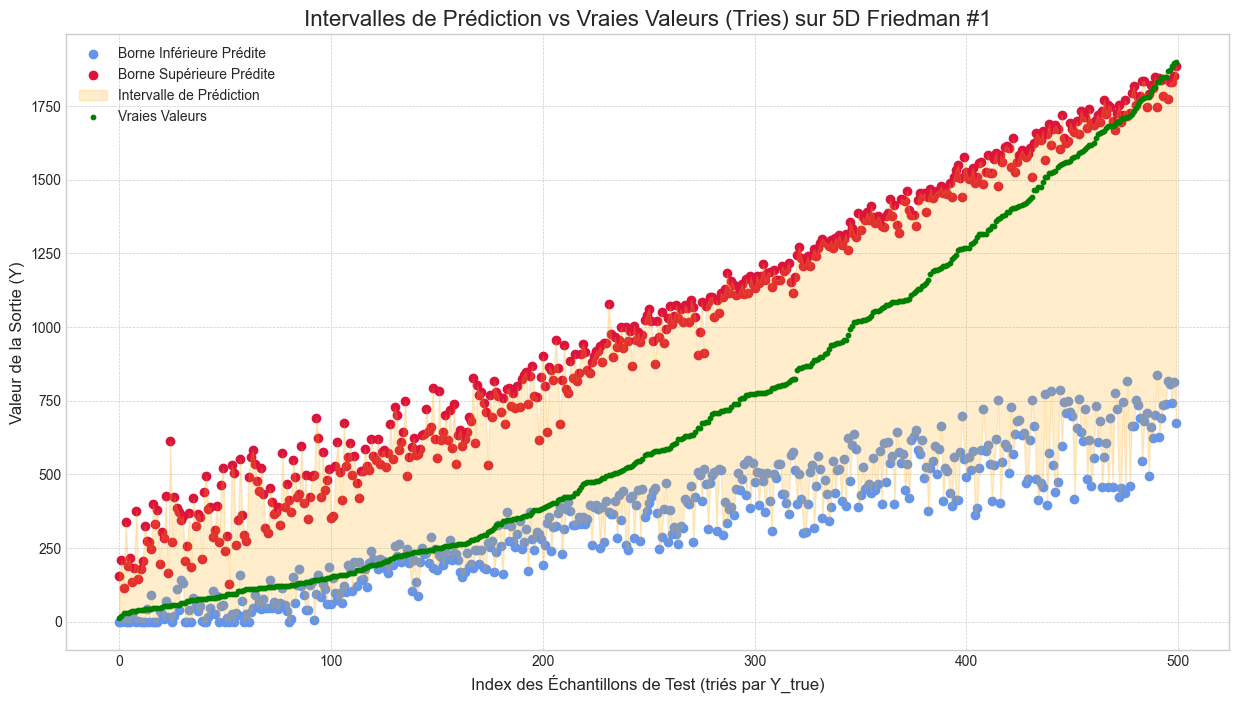 Intervalles de Prédiction vs Vraies Valeurs (Tries) sur 5D Friedman #1
Borne Inférieure Prédite
Borne Supérieure Prédite
Intervalle de Prédiction
Vraies Valeurs
Valeur de la Sortie (Y)
1750
1500
1250
1000
750
500
250
0
0
100
200
300
400
500
Index des Échantillons de Test (triés par Y_true)